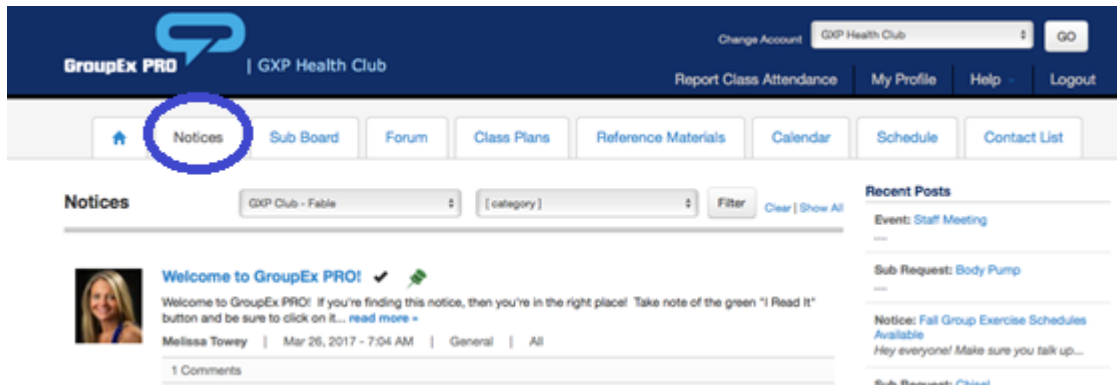 Change Account GXP Health Club GO
GroupEx PRO | GXP Health Club
Report Class Attendance My Profile Help Logout
Notices Sub Board Forum Class Plans Reference Materials Calendar Schedule Contact List
Notices GXP Club - Fable [ category ] Filter Clear | Show All
Welcome to GroupEx PRO!
Welcome to GroupEx PRO! If you're finding this notice, then you're in the right place! Take note of the green "I Read It"
button and be sure to click on it... read more »
Melissa Towey | Mar 26, 2017 - 7:04 AM | General | All
1 Comments
Recent Posts
Event: Staff Meeting
....
Sub Request: Body Pump
....
Notice: Fall Group Exercise Schedules
Available
Hey everyone! Make sure you talk up...
Sub Request: Chisel